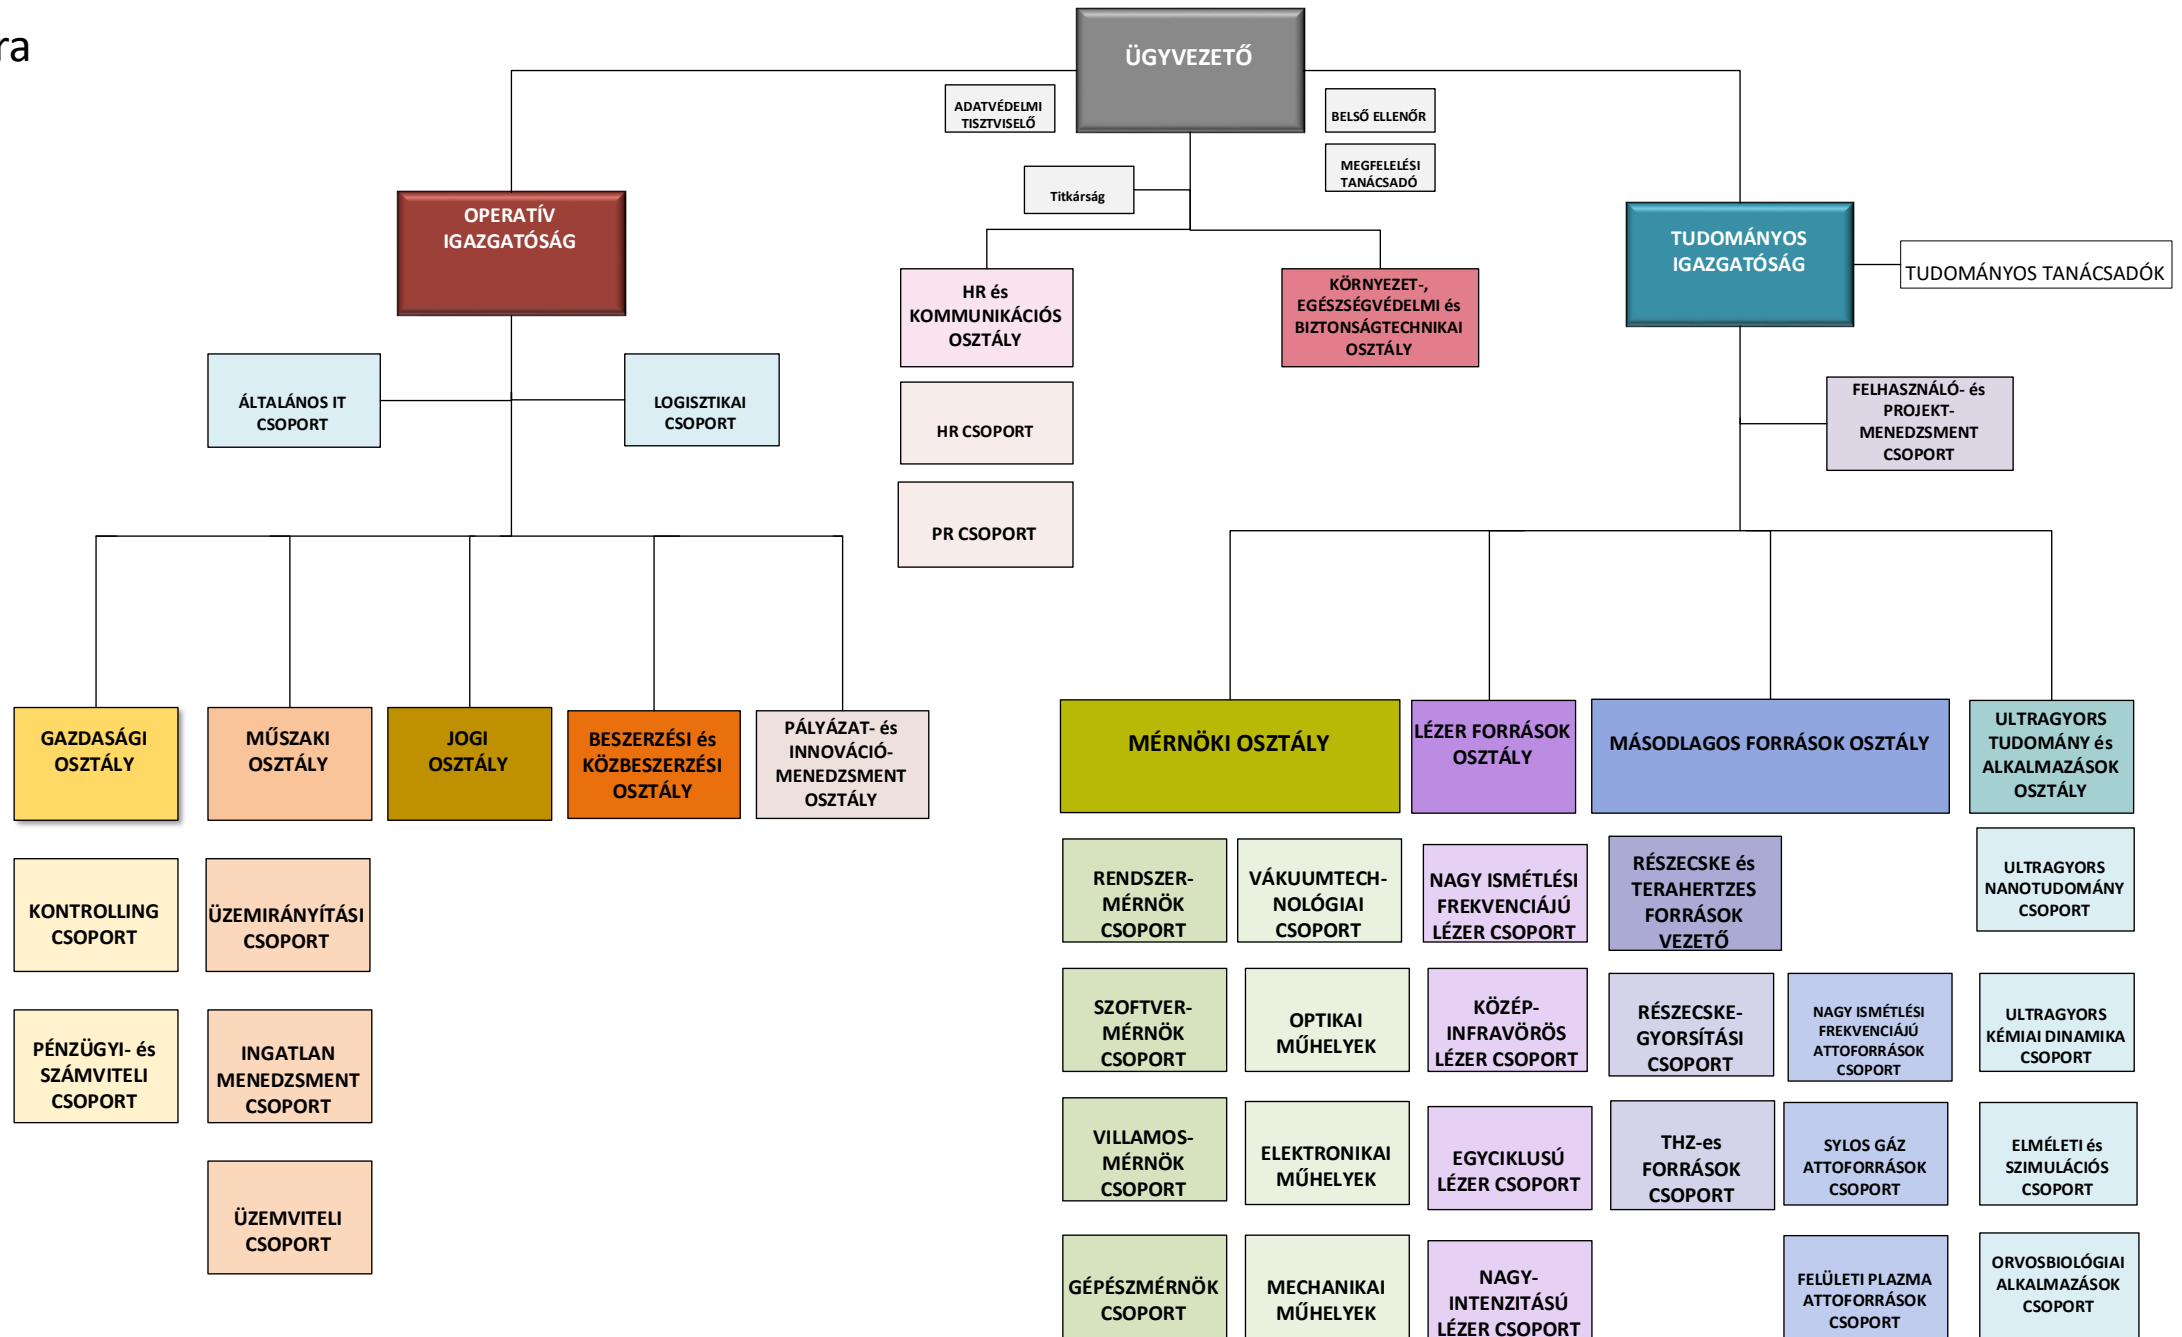 ra
ÜGYVEZETŐ
ADATVÉDELMI
TISZTVISELŐ
BELSŐ ELLENŐR
MEGFELELÉSI
TANÁCSADÓ
Titkárság
OPERATÍV
IGAZGATÓSÁG
TUDOMÁNYOS
IGAZGATÓSÁG
TUDOMÁNYOS TANÁCSADÓK
HR és
KOMMUNIKÁCIÓS
OSZTÁLY
KÖRNYEZET-,
EGÉSZSÉGVÉDELMI és
BIZTONSÁGTECHNIKAI
OSZTÁLY
ÁLTALÁNOS IT
CSOPORT
LOGISZTIKAI
CSOPORT
HR CSOPORT
FELHASZNÁLÓ- és
PROJEKT-
MENEDZSMENT
CSOPORT
PR CSOPORT
GAZDASÁGI
OSZTÁLY
MŰSZAKI
OSZTÁLY
JOGI
OSZTÁLY
BESZERZÉSI és
KÖZBESZERZÉSI
OSZTÁLY
PÁLYÁZAT- és
INNOVÁCIÓ-
MENEDZSMENT
OSZTÁLY
MÉRNÖKI OSZTÁLY
LÉZER FORRÁSOK
OSZTÁLY
MÁSODLAGOS FORRÁSOK OSZTÁLY
ULTRAGYORS
TUDOMÁNY és
ALKALMAZÁSOK
OSZTÁLY
KONTROLLING
CSOPORT
ÜZEMIRÁNYÍTÁSI
CSOPORT
RENDSZER-
MÉRNÖK
CSOPORT
VÁKUUMTECH-
NOLÓGIAI
CSOPORT
NAGY ISMÉTLÉSI
FREKVENCIÁJÚ
LÉZER CSOPORT
RÉSZECSKE és
TERAHERTZES
FORRÁSOK
VEZETŐ
ULTRAGYORS
NANOTUDOMÁNY
CSOPORT
PÉNZÜGYI- és
SZÁMVITELI
CSOPORT
INGATLAN
MENEDZSMENT
CSOPORT
SZOFTVER-
MÉRNÖK
CSOPORT
OPTIKAI
MŰHELYEK
KÖZÉP-
INFRAVÖRÖS
LÉZER CSOPORT
RÉSZECSKE-
GYORSÍTÁSI
CSOPORT
NAGY ISMÉTLÉSI
FREKVENCIÁJÚ
ATTOFORRÁSOK
CSOPORT
ULTRAGYORS
KÉMIAI DINAMIKA
CSOPORT
VILLAMOS-
MÉRNÖK
CSOPORT
ELEKTRONIKAI
MŰHELYEK
EGYCIKLUSÚ
LÉZER CSOPORT
THZ-es
FORRÁSOK
CSOPORT
SYLOS GÁZ
ATTOFORRÁSOK
CSOPORT
ELMÉLETI és
SZIMULÁCIÓS
CSOPORT
ÜZEMVITELI
CSOPORT
GÉPÉSZMÉRNÖK
CSOPORT
MECHANIKAI
MŰHELYEK
NAGY-
INTENZITÁSÚ
LÉZER CSOPORT
FELÜLETI PLAZMA
ATTOFORRÁSOK
CSOPORT
ORVOSBIOLÓGIAI
ALKALMAZÁSOK
CSOPORT